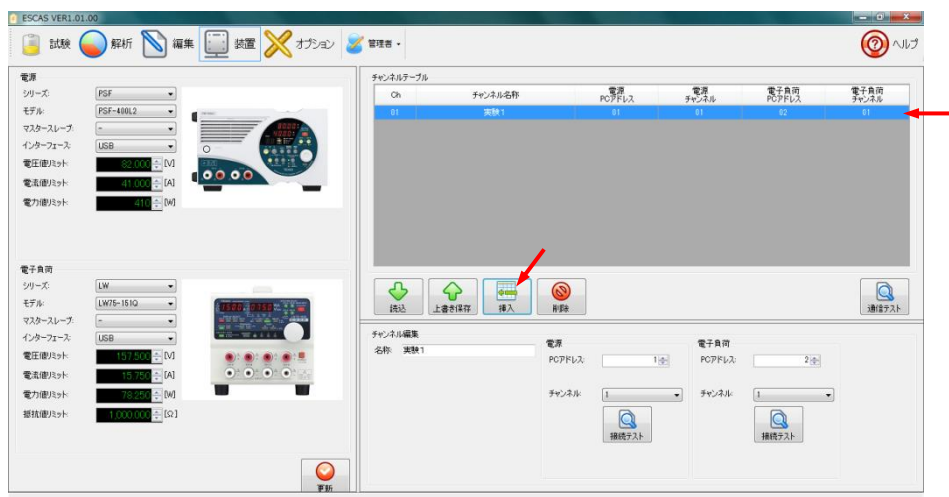 ESCAS VER1.01.00
試験 解析 編集 装置 オプション 管理者 ヘルプ
電源
シリーズ: PSF
モデル: PSF-400L2
マスタースレーブ: -
インターフェース: USB
電圧値リミット: 82.000 [V]
電流値リミット: 41.000 [A]
電力値リミット: 410 [W]
電子負荷
シリーズ: LW
モデル: LW75-151Q
マスタースレーブ: -
インターフェース: USB
電圧値リミット: 157.500 [V]
電流値リミット: 15.750 [A]
電力値リミット: 78.250 [W]
抵抗値リミット: 1,000.000 [Ω]
更新
チャンネルテーブル
Ch チャンネル名称 電源 PCアドレス 電源 チャンネル 電子負荷 PCアドレス 電子負荷 チャンネル
01 実験1 01 01 02 01
読込 上書き保存 挿入 削除 通信テスト
チャンネル編集
名称: 実験1
電源
PCアドレス: 1
チャンネル: 1
接続テスト
電子負荷
PCアドレス: 2
チャンネル: 1
接続テスト